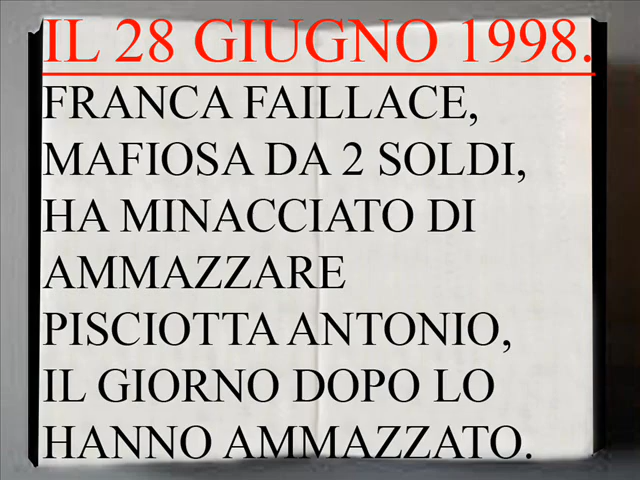 IL 28 GIUGNO 1998.
FRANCA FAILLACE,
MAFIOSA DA 2 SOLDI,
HA MINACCIATO DI
AMMAZZARE
PISCIOTTA ANTONIO,
IL GIORNO DOPO LO
HANNO AMMAZZATO.